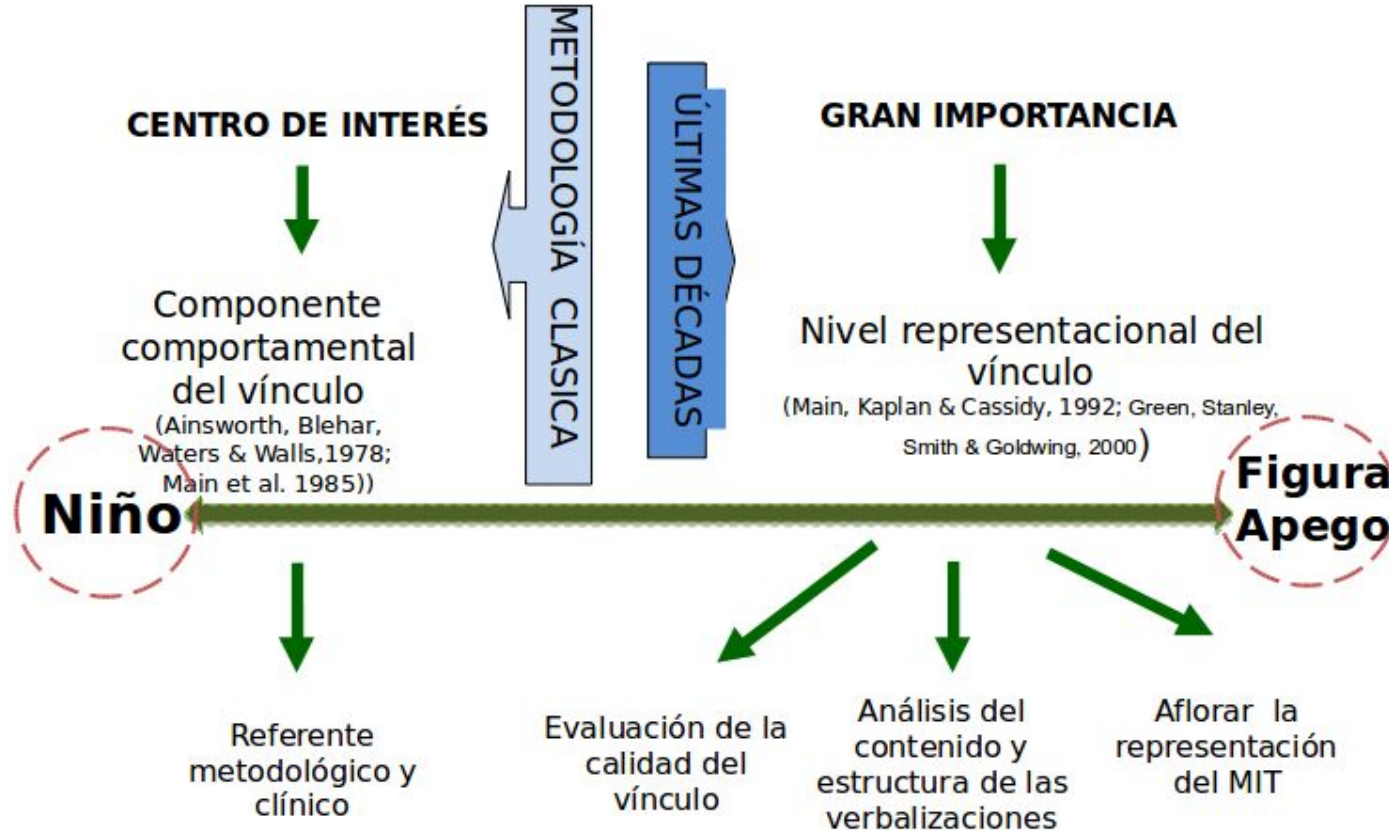 CENTRO DE INTERÉS
METODOLOGÍA CLASICA
ÚLTIMAS DÉCADAS
GRAN IMPORTANCIA
Componente
comportamental
del vínculo
(Ainsworth, Blehar,
Waters & Walls,1978;
Main et al. 1985))
Nivel representacional del
vínculo
(Main, Kaplan & Cassidy, 1992; Green, Stanley,
Smith & Goldwing, 2000)
Niño
Figura
Apego
Referente
metodológico y
clínico
Evaluación de la
calidad del
vínculo
Análisis del
contenido y
estructura de las
verbalizaciones
Aflorar la
representación
del MIT